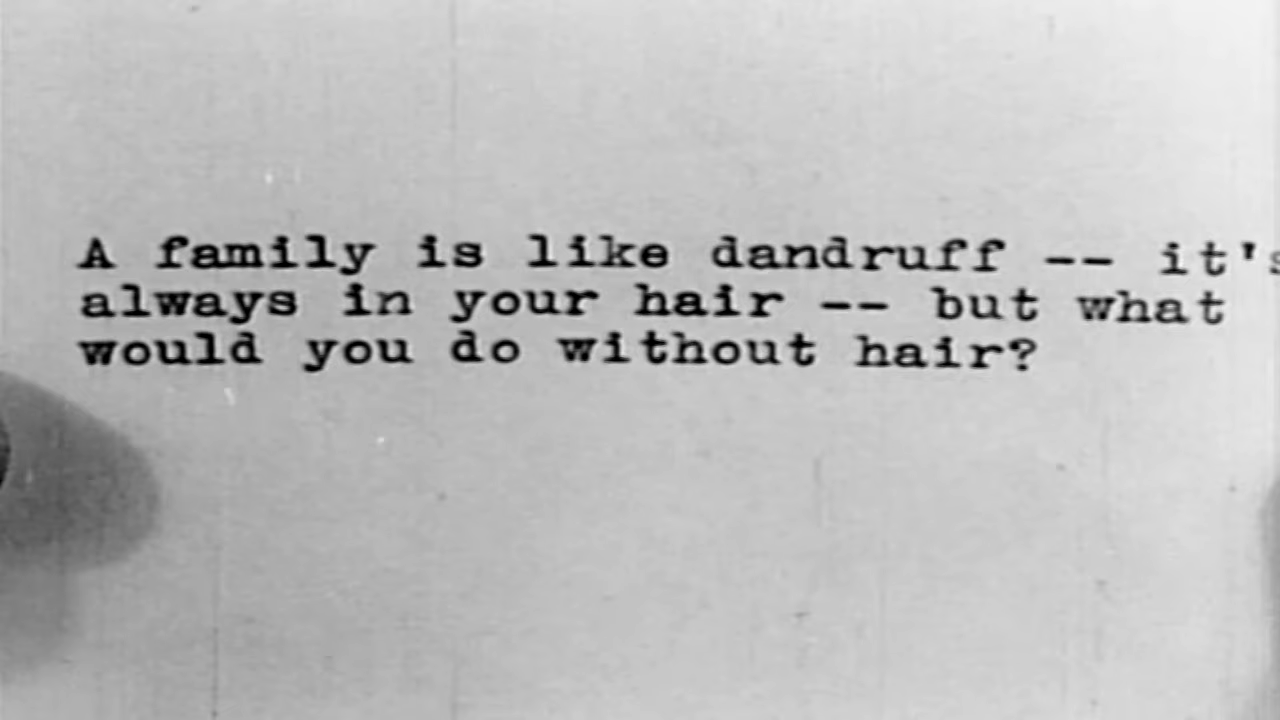 A family is like dandruff -- it's
always in your hair -- but what
would you do without hair?